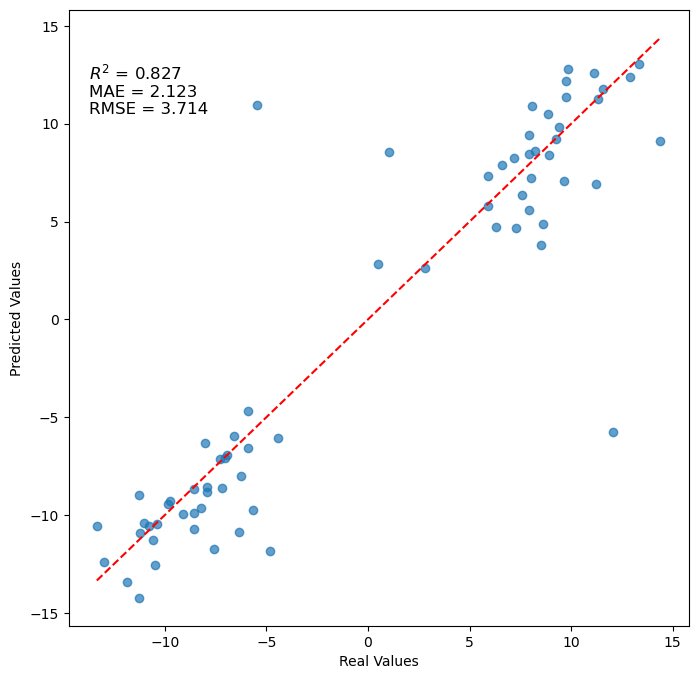 15
10
5
0
−5
−10
−15
Predicted Values
R² = 0.827
MAE = 2.123
RMSE = 3.714
−10
−5
0
5
10
15
Real Values